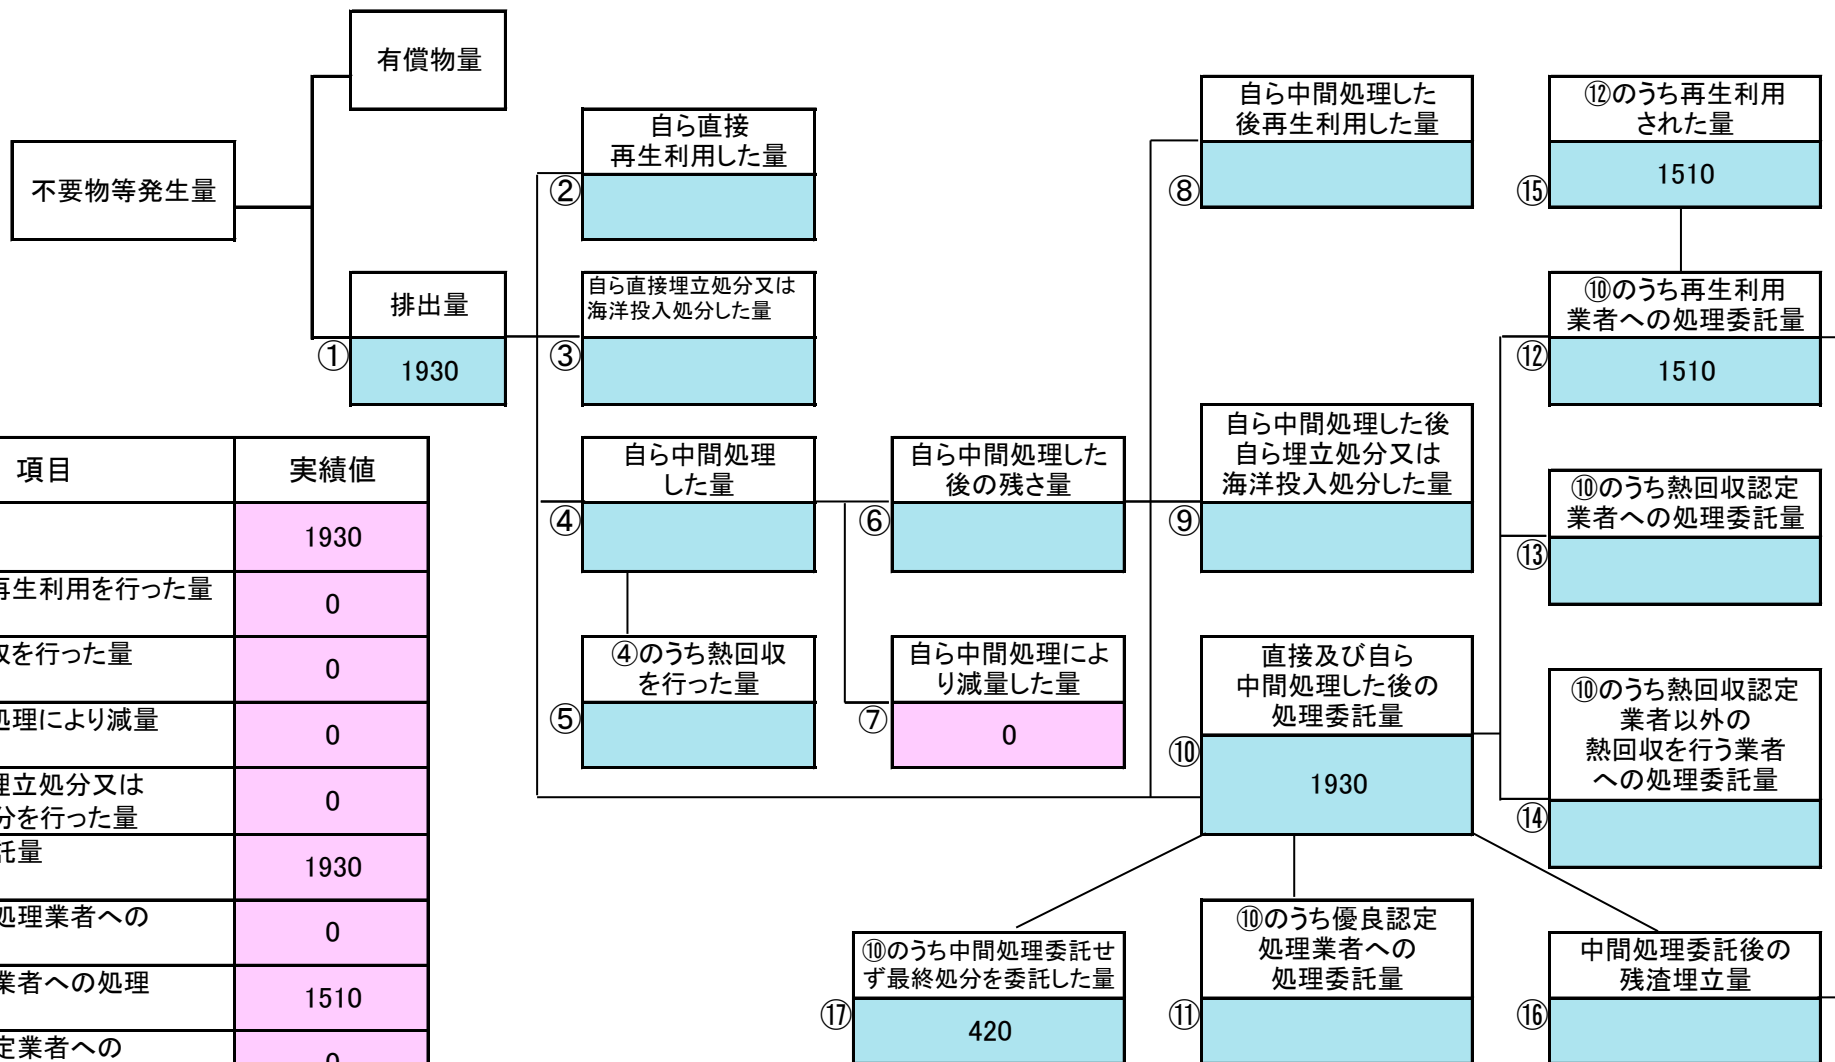 有償物量
不要物等発生量
排出量
①
1930
自ら直接
再生利用した量
②
自ら直接埋立処分又は
海洋投入処分した量
③
自ら中間処理
した量
④
④のうち熱回収
を行った量
⑤
自ら中間処理した
後の残さ量
⑥
自ら中間処理によ
り減量した量
⑦
0
自ら中間処理した
後再生利用した量
⑧
自ら中間処理した後
自ら埋立処分又は
海洋投入処分した量
⑨
直接及び自ら
中間処理した後の
処理委託量
⑩
1930
⑫のうち再生利用
された量
⑮
1510
⑩のうち再生利用
業者への処理委託量
⑫
1510
⑩のうち熱回収認定
業者への処理委託量
⑬
⑩のうち熱回収認定
業者以外の
熱回収を行う業者
への処理委託量
⑭
⑩のうち中間処理委託せ
ず最終処分を委託した量
⑰
420
⑩のうち優良認定
処理業者への
処理委託量
⑪
中間処理委託後の
残渣埋立量
⑯
項目
実績値
1930
再生利用を行った量
0
収を行った量
0
処理により減量
0
埋立処分又は
分を行った量
0
託量
1930
処理業者への
0
業者への処理
1510
定業者への
0